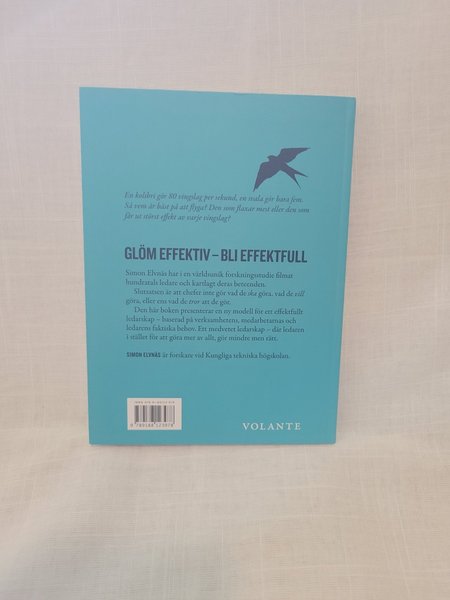 En kolibri gör 80 vingslag per sekund, en svala gör bara fem.
Så vem är bäst på att flyga? Den som flaxar mest eller den som
får ut störst effekt av varje vingslag?
GLÖM EFFEKTIV – BLI EFFEKTFULL
Simon Elvnäs har i en världsunik forskningsstudie filmat
hundratals ledare och kartlagt deras beteenden.
Slutsatsen är att chefer inte gör vad de ska göra, vad de vill
göra, eller ens vad de tror att de gör.
Den här boken presenterar en ny modell för ett effektfullt
ledarskap – baserad på verksamhetens, medarbetarnas och
ledarens faktiska behov. Ett medvetet ledarskap – där ledaren
i stället för att göra mer av allt, gör mindre men rätt.
SIMON ELVNÄS är forskare vid Kungliga tekniska högskolan.
VOLANTE